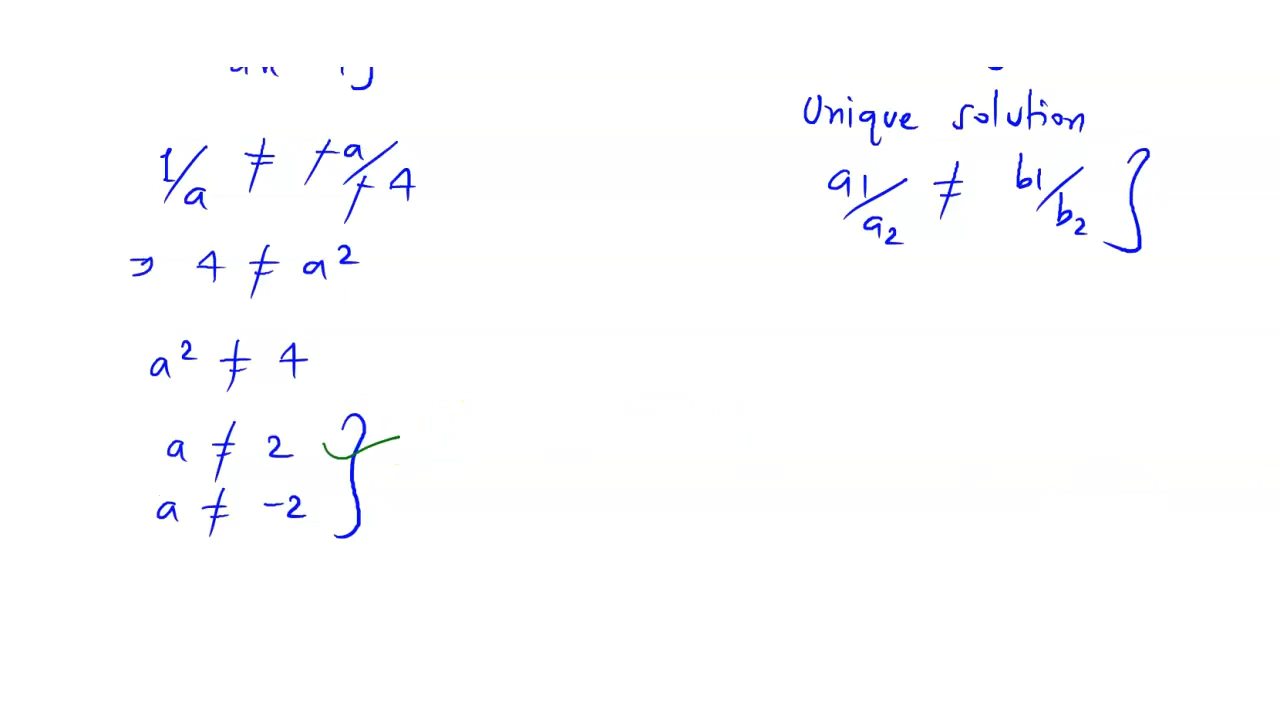 Unique solution
1/a ≠ -a/-4
a1/a2 ≠ b1/b2 }
⇒ 4 ≠ a²
a² ≠ 4
a ≠ 2
a ≠ -2 }